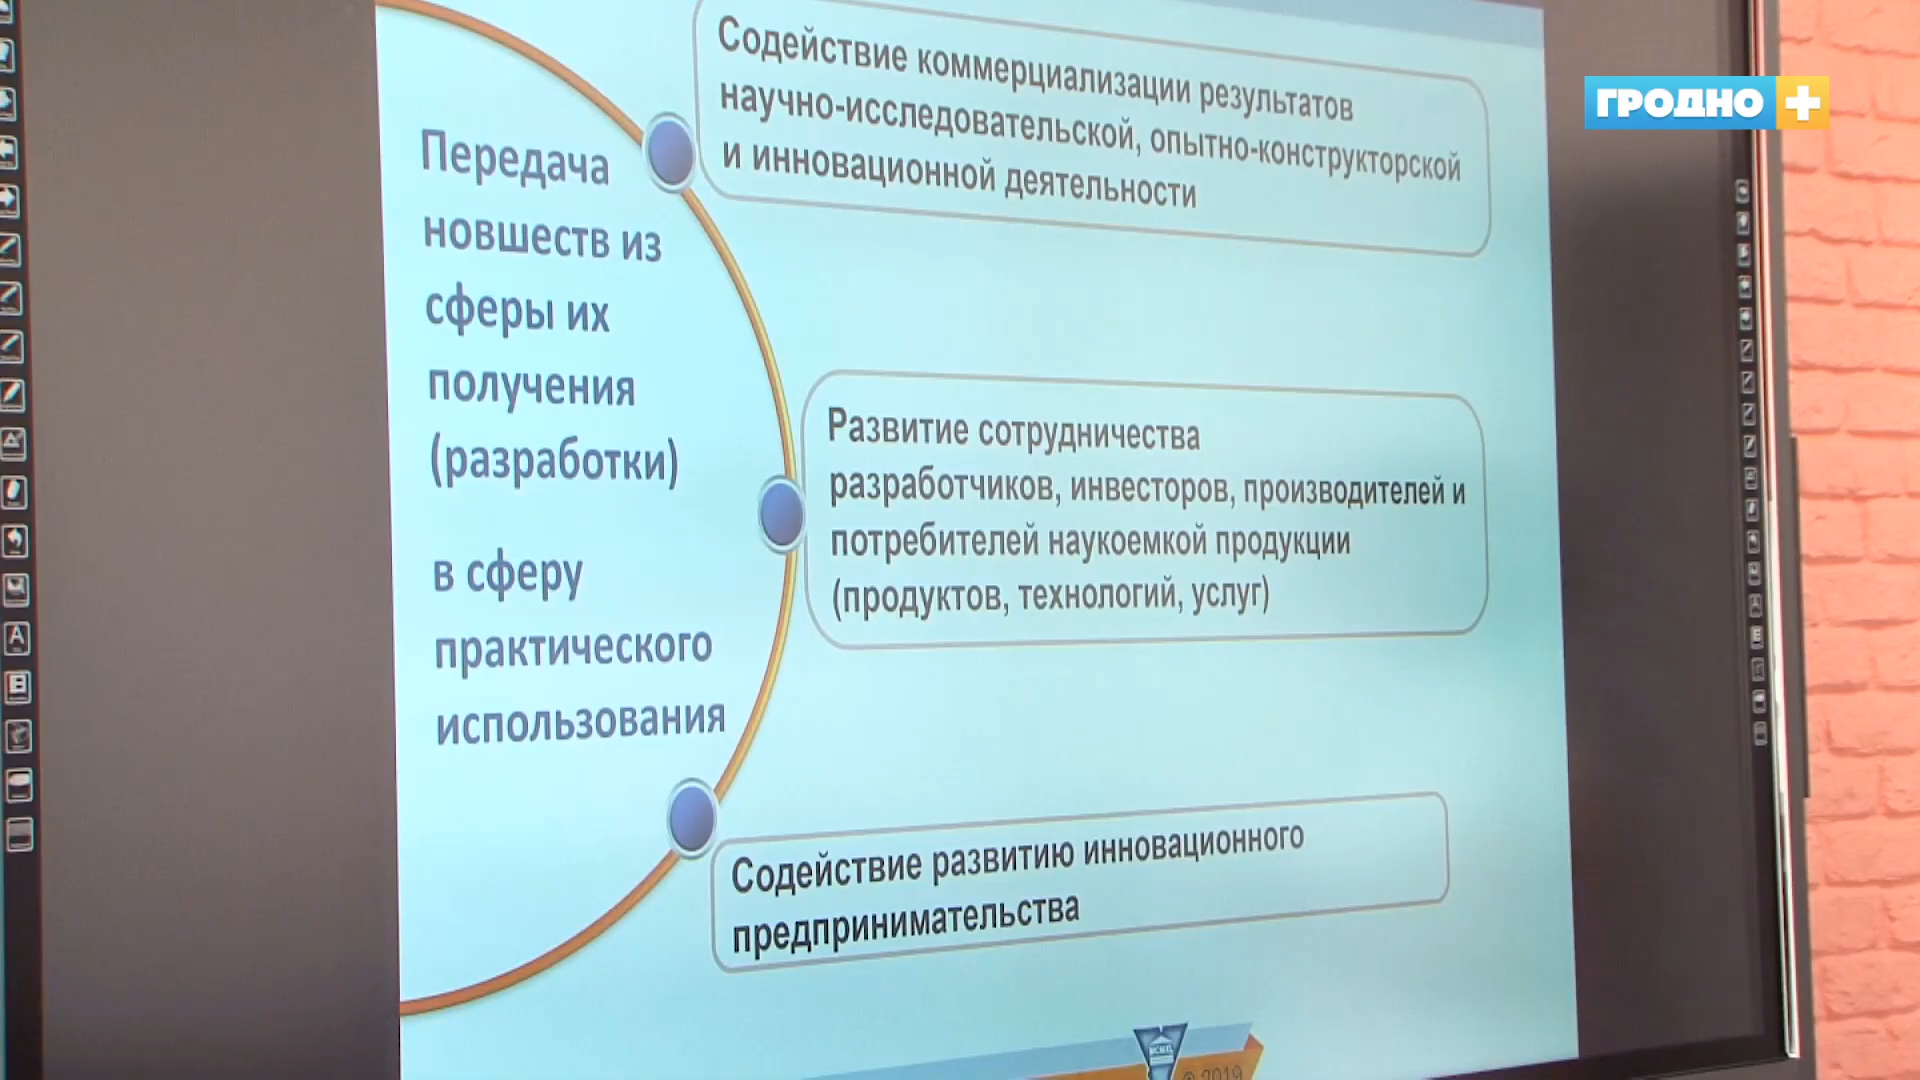 ГРОДНО +
Передача
новшеств из
сферы их
получения
(разработки)
в сферу
практического
использования
Содействие коммерциализации результатов
научно-исследовательской, опытно-конструкторской
и инновационной деятельности
Развитие сотрудничества
разработчиков, инвесторов, производителей и
потребителей наукоемкой продукции
(продуктов, технологий, услуг)
Содействие развитию инновационного
предпринимательства
© 2019